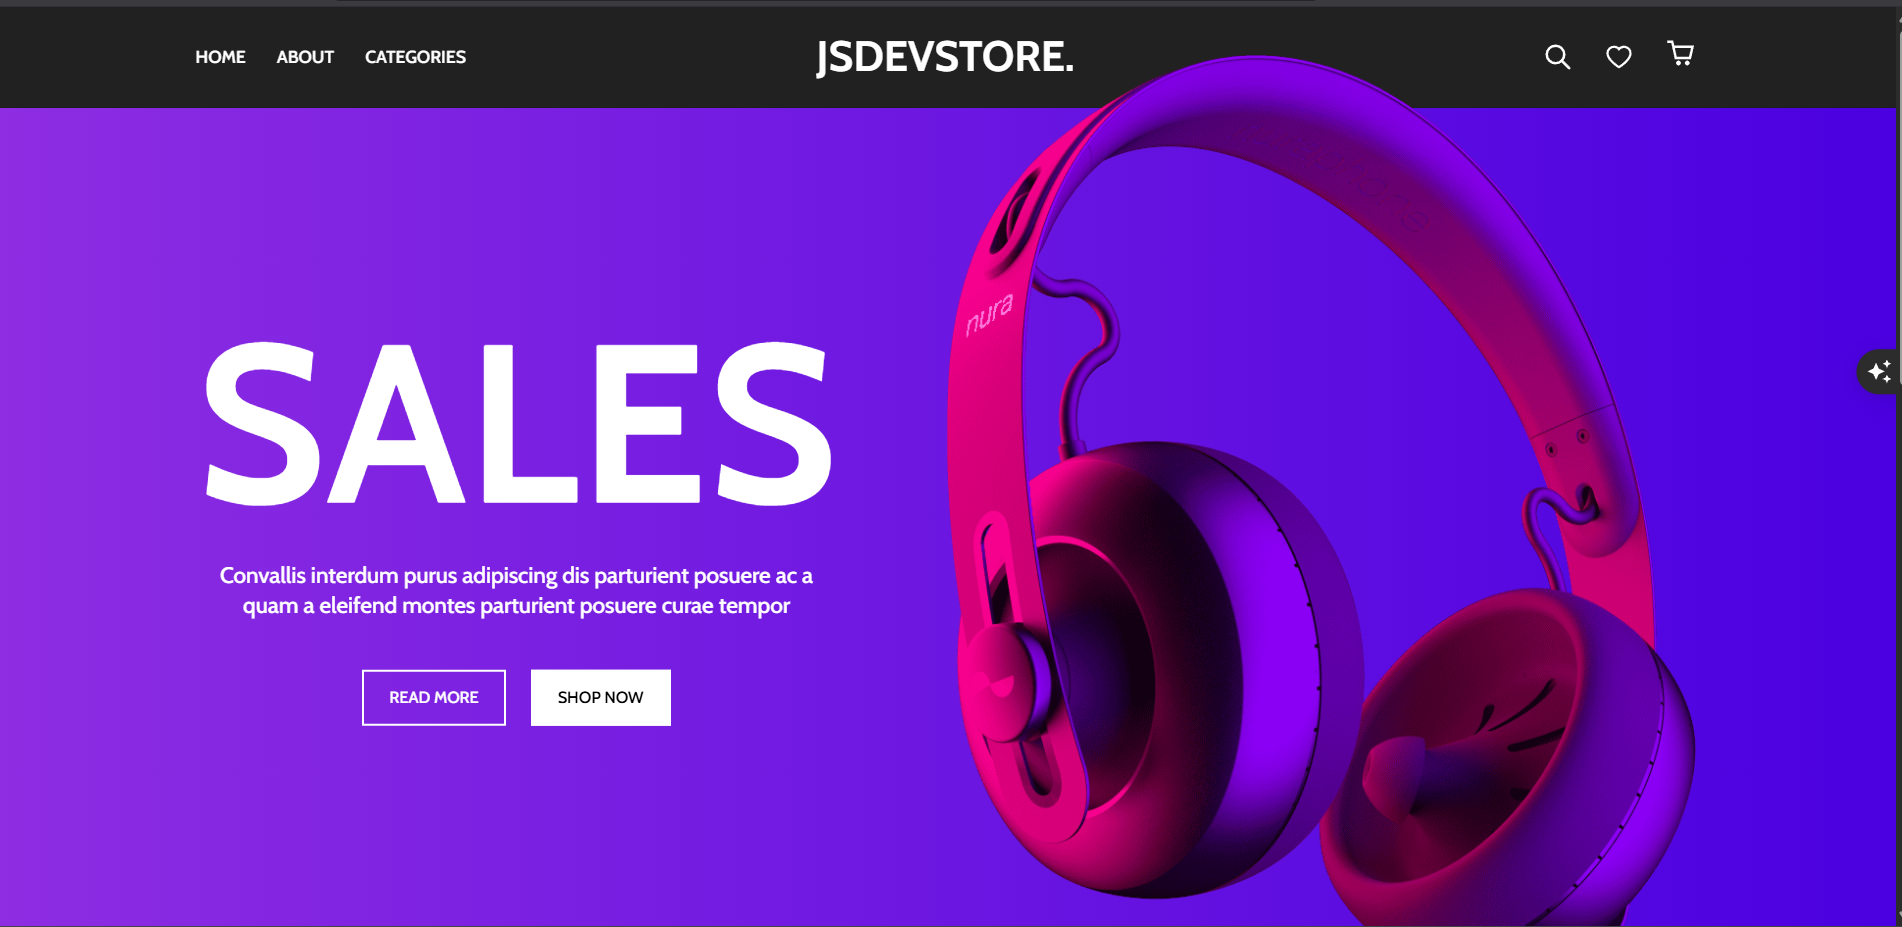 HOME ABOUT CATEGORIES
JSDEVSTORE.
nura
SALES
Convallis interdum purus adipiscing dis parturient posuere ac a
quam a eleifend montes parturient posuere curae tempor
READ MORE
SHOP NOW